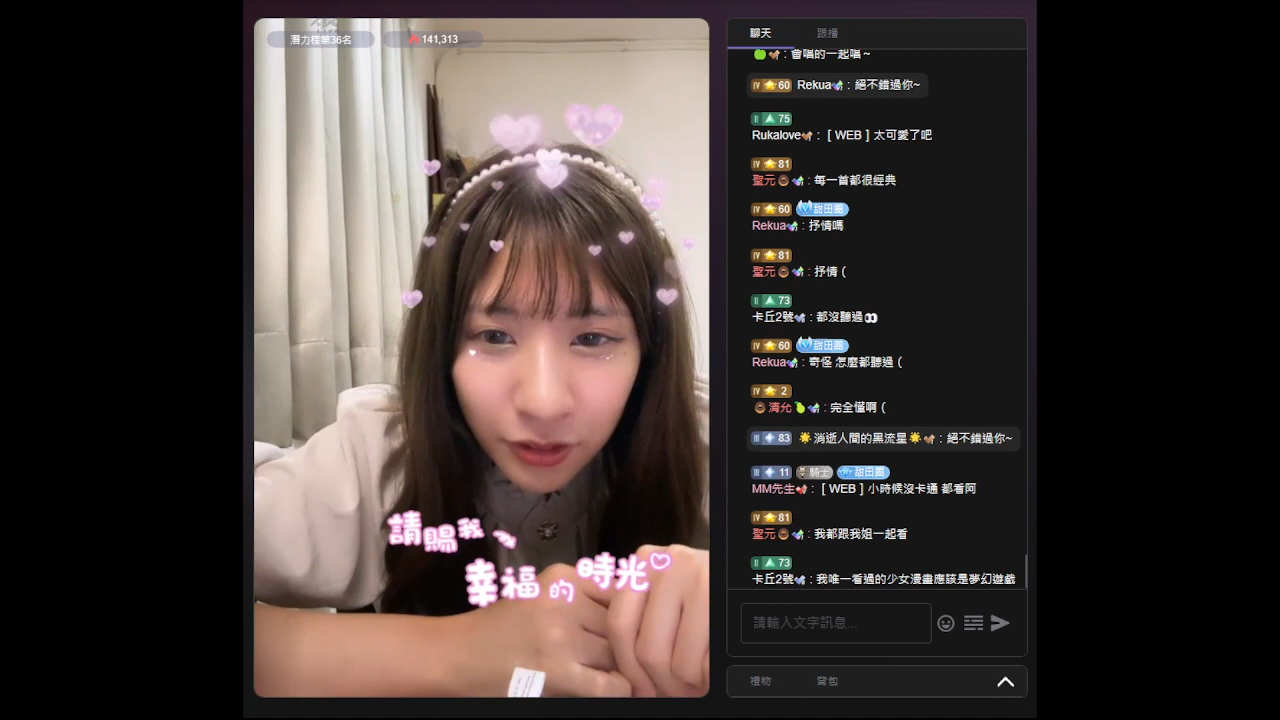 潛力榜第36名
141,313
請賜我
幸福的時光
聊天
跟播
：會唱的一起唱~
IV 60 Rekua：絕不錯過你~
II 75
Rukalove：[ WEB ] 太可愛了吧
IV 81
聖元：每一首都很經典
IV 60 甜田圈
Rekua：抒情嗎
IV 81
聖元：抒情 (
II 73
卡丘2號：都沒聽過
IV 60 甜田圈
Rekua：奇怪 怎麼都聽過 (
IV 2
清允：完全懂啊 (
III 83 消逝人間的黑流星：絕不錯過你~
III 11 騎士 甜田圈
MM先生：[ WEB ] 小時候沒卡通 都看阿
IV 81
聖元：我都跟我姐一起看
II 73
卡丘2號：我唯一看過的少女漫畫應該是夢幻遊戲
請輸入文字訊息...
禮物
背包